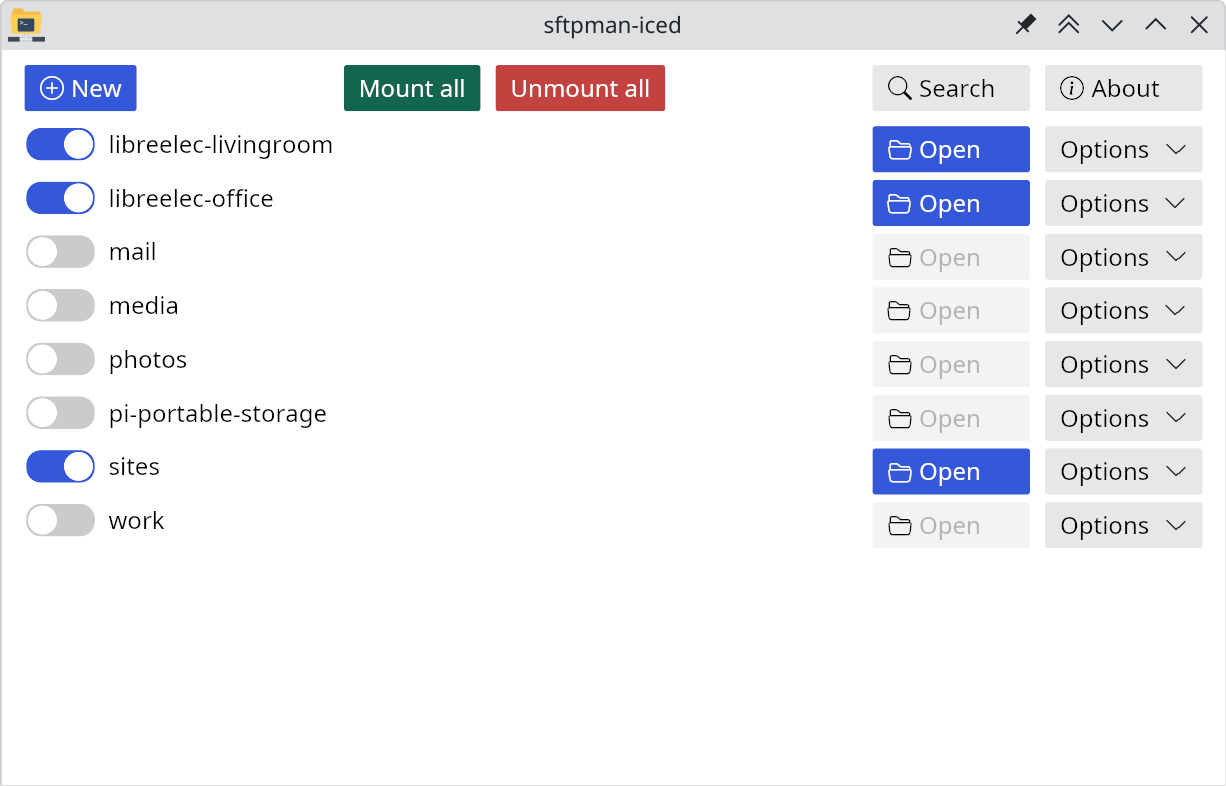 sftpman-iced
New Mount all Unmount all Search About
libreelec-livingroom Open Options
libreelec-office Open Options
mail Open Options
media Open Options
photos Open Options
pi-portable-storage Open Options
sites Open Options
work Open Options